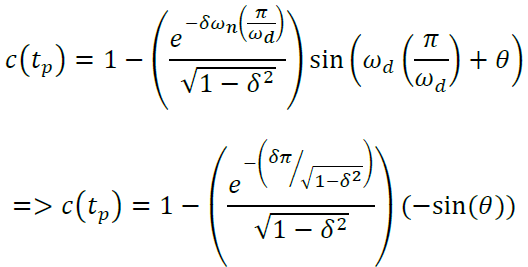 c(t_p) = 1 − (e^{−δω_n(π/ω_d)} / √(1 − δ²)) sin(ω_d (π/ω_d) + θ)
=> c(t_p) = 1 − (e^{−(δπ/√(1−δ²))} / √(1 − δ²)) (−sin(θ))